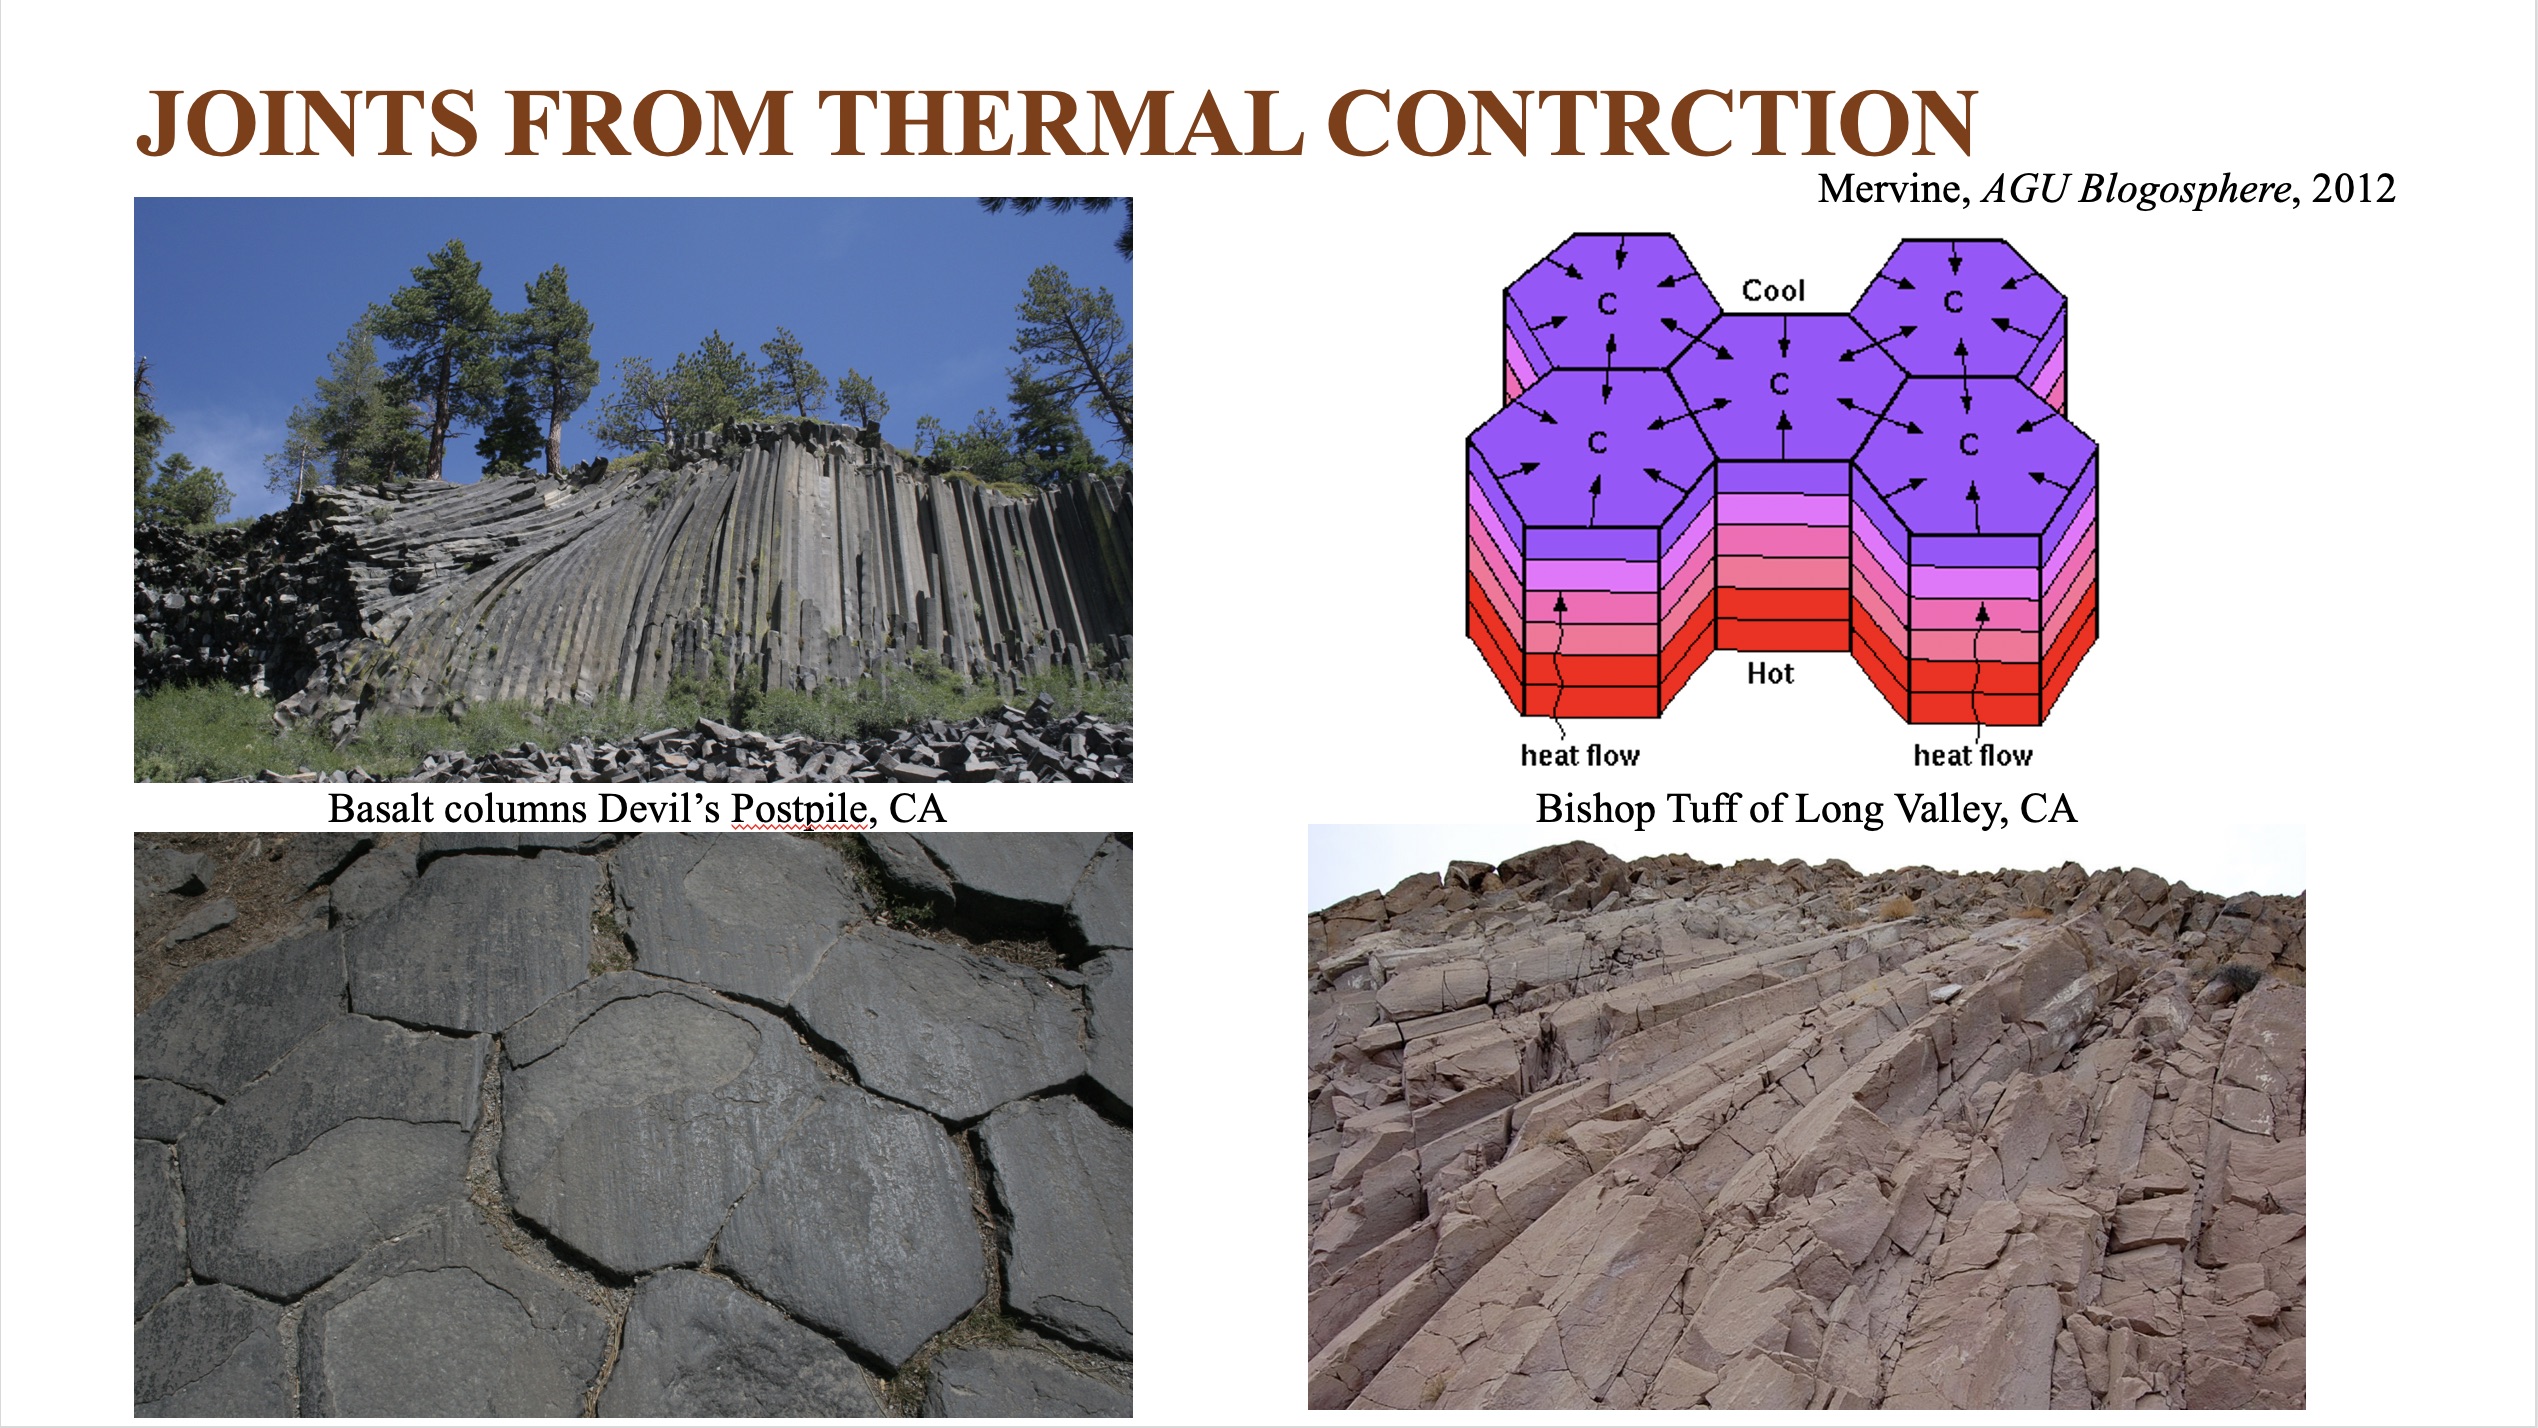 JOINTS FROM THERMAL CONTRCTION
Mervine, AGU Blogosphere, 2012
C
Cool
C
C
C
C
Hot
heat flow
heat flow
Basalt columns Devil’s Postpile, CA
Bishop Tuff of Long Valley, CA